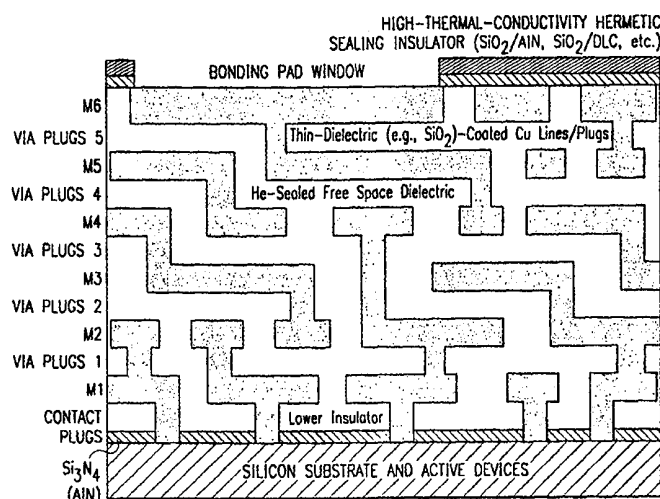 HIGH-THERMAL-CONDUCTIVITY HERMETIC
SEALING INSULATOR (SiO2/AlN, SiO2/DLC, etc.)
BONDING PAD WINDOW
M6
VIA PLUGS 5
Thin-Dielectric (e.g., SiO2)-Coated Cu Lines/Plugs
M5
VIA PLUGS 4
He-Sealed Free Space Dielectric
M4
VIA PLUGS 3
M3
VIA PLUGS 2
M2
VIA PLUGS 1
M1
CONTACT
PLUGS
Lower Insulator
Si3N4
(AlN)
SILICON SUBSTRATE AND ACTIVE DEVICES